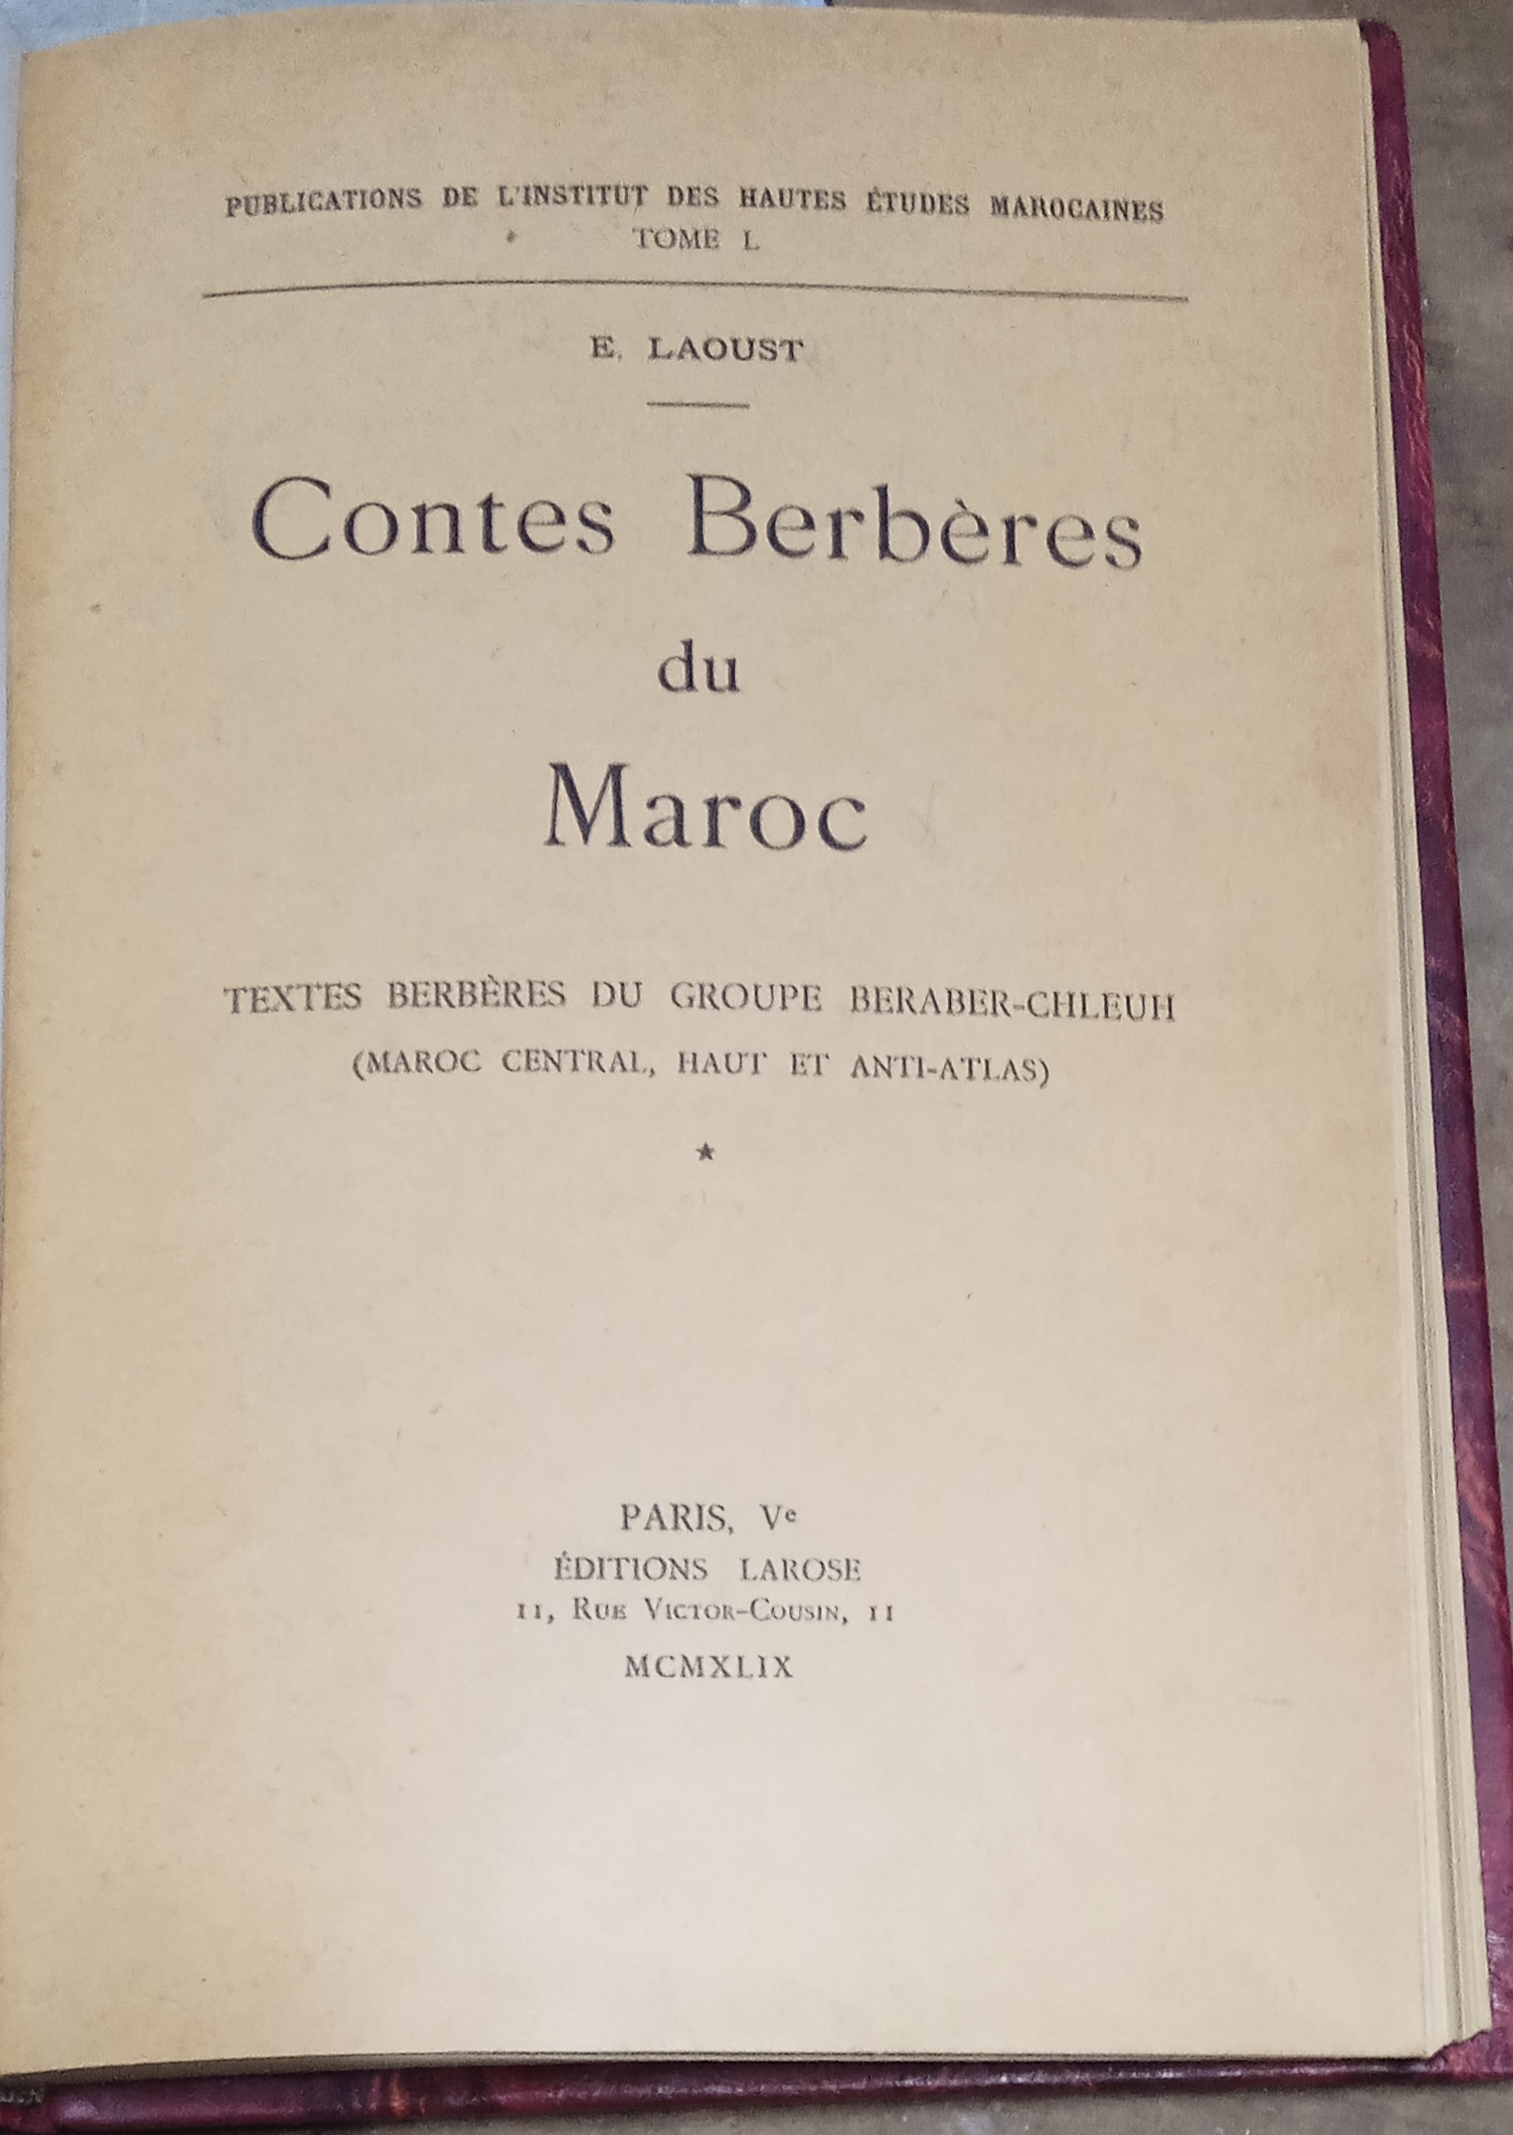 PUBLICATIONS DE L'INSTITUT DES HAUTES ÉTUDES MAROCAINES
TOME L
E. LAOUST
Contes Berbères
du
Maroc
TEXTES BERBÈRES DU GROUPE BERABER-CHLEUH
(MAROC CENTRAL, HAUT ET ANTI-ATLAS)
★
PARIS, Ve
ÉDITIONS LAROSE
11, RUE VICTOR-COUSIN, 11
MCMXLIX